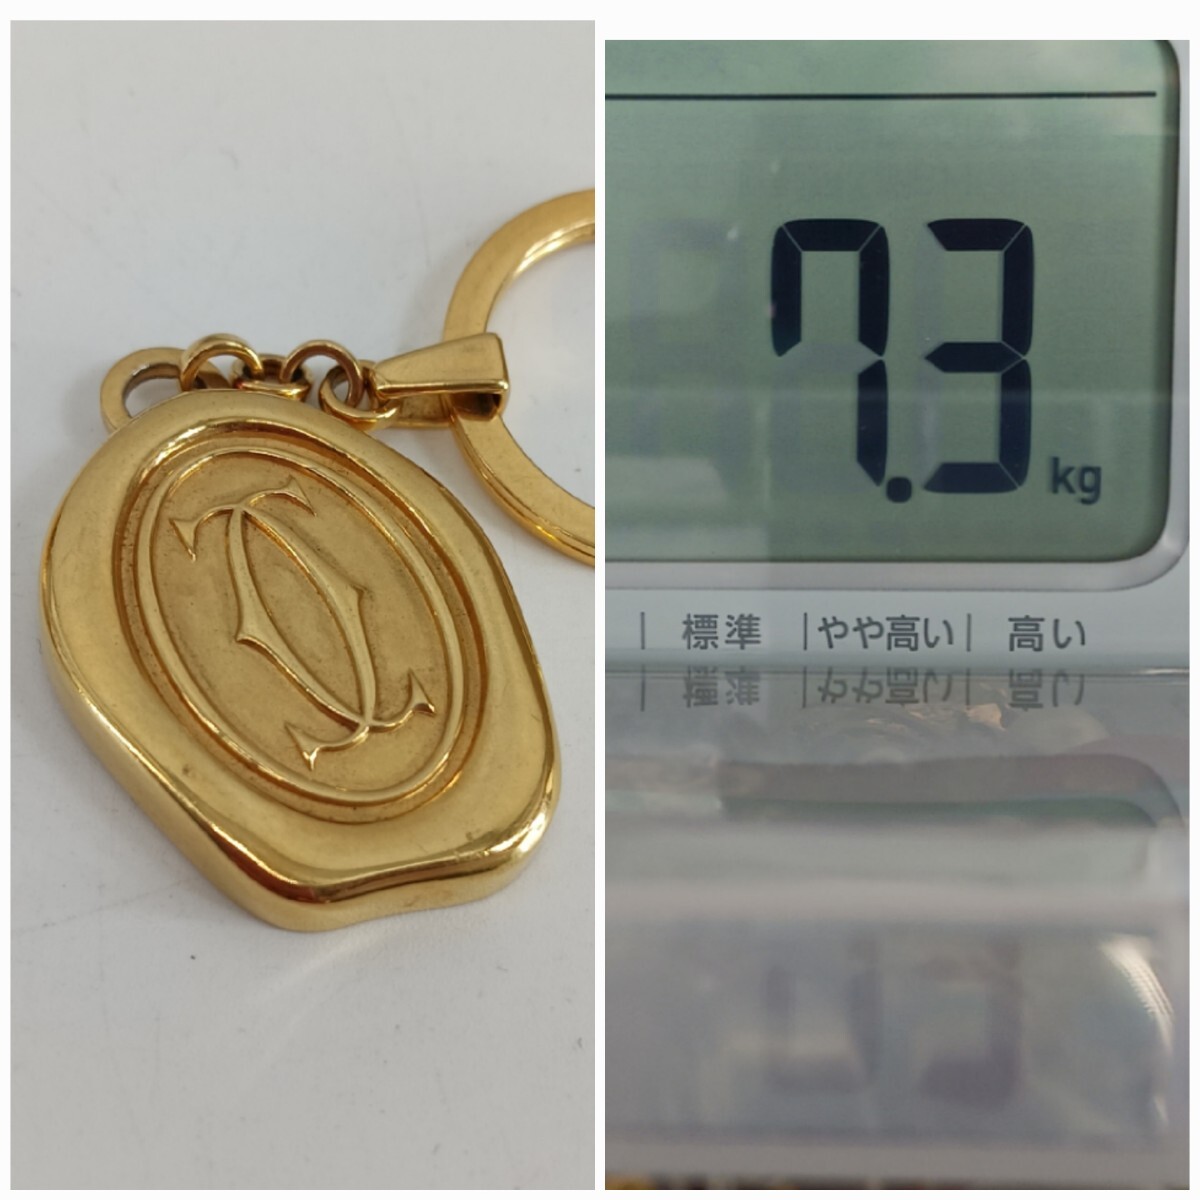 7.3 kg
| 標準 | やや高い | 高い